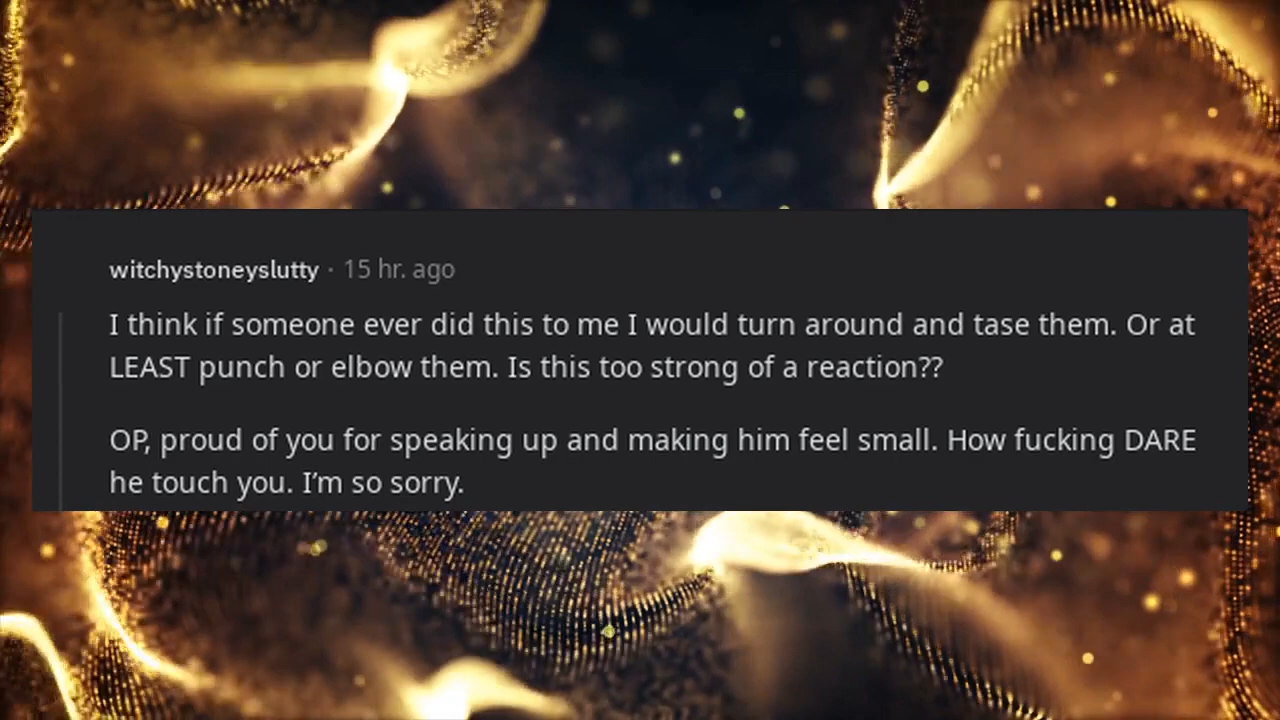 witchystoneyslutty · 15 hr. ago
I think if someone ever did this to me I would turn around and tase them. Or at
LEAST punch or elbow them. Is this too strong of a reaction??
OP, proud of you for speaking up and making him feel small. How fucking DARE
he touch you. I’m so sorry.